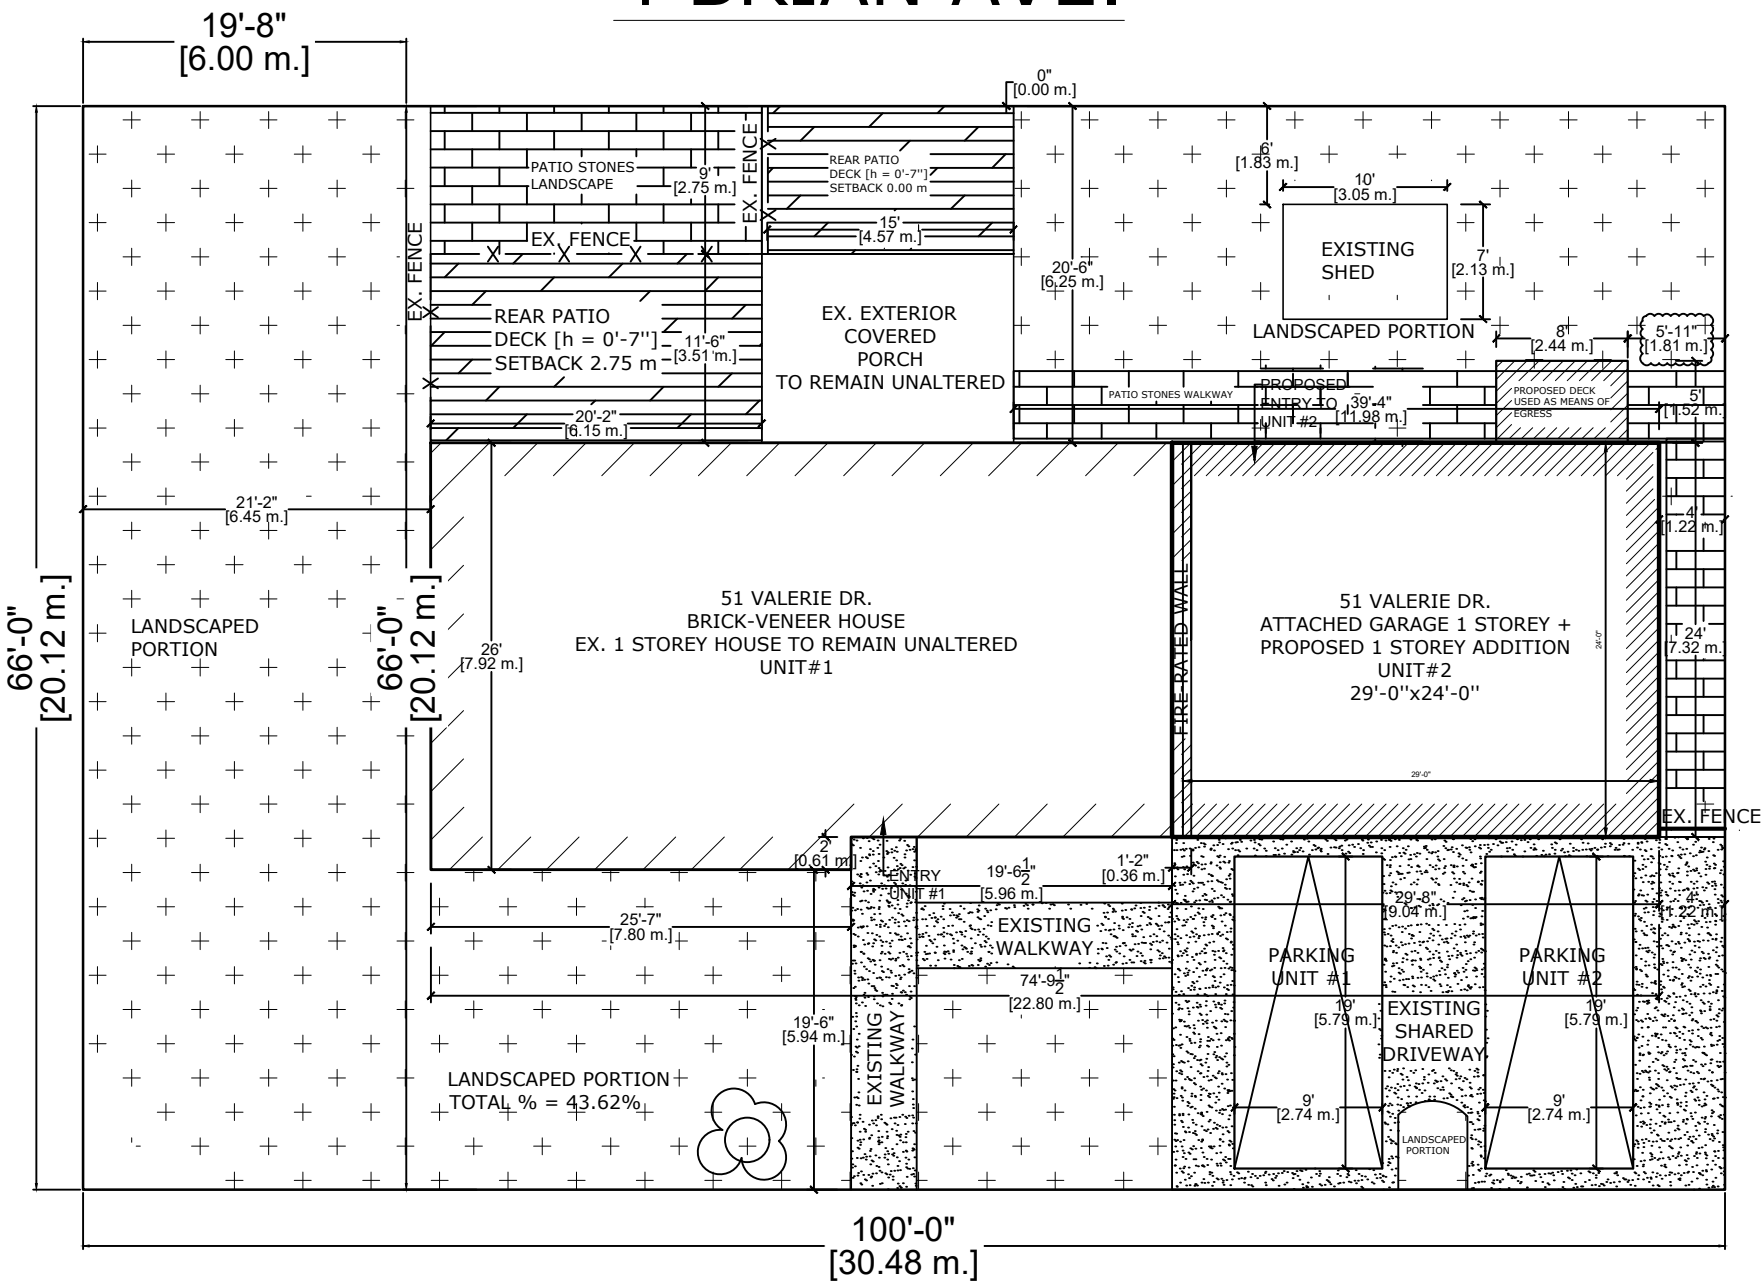 19'-8"
[6.00 m.]
0"
[0.00 m.]
PATIO STONES
LANDSCAPE
9'
[2.75 m.]
EX. FENCE
REAR PATIO
DECK [h = 0'-7"]
SETBACK 0.00 m
15'
[4.57 m.]
6'
[1.83 m.]
10'
[3.05 m.]
EXISTING
SHED
7'
[2.13 m.]
EX. FENCE
EX. FENCE
20'-6"
[6.25 m.]
REAR PATIO
DECK [h = 0'-7'']
SETBACK 2.75 m
11'-6"
[3.51 m.]
EX. EXTERIOR
COVERED
PORCH
TO REMAIN UNALTERED
LANDSCAPED PORTION
8'
[2.44 m.]
5'-11"
[1.81 m.]
20'-2"
[6.15 m.]
PATIO STONES WALKWAY
PROPOSED
ENTRY TO
UNIT #2
39'-4"
[11.98 m.]
PROPOSED DECK
USED AS MEANS OF
EGRESS
5'
[1.52 m.]
21'-2"
[6.45 m.]
4'
[1.22 m.]
66'-0"
[20.12 m.]
LANDSCAPED
PORTION
66'-0"
[20.12 m.]
26'
[7.92 m.]
51 VALERIE DR.
BRICK-VENEER HOUSE
EX. 1 STOREY HOUSE TO REMAIN UNALTERED
UNIT#1
FIRE-RATED WALL
51 VALERIE DR.
ATTACHED GARAGE 1 STOREY +
PROPOSED 1 STOREY ADDITION
UNIT#2
29'-0''x24'-0''
24'-0"
24'
[7.32 m.]
29'-0"
EX. FENCE
2'
[0.61 m.]
ENTRY
UNIT #1
19'-6 1/2"
[5.96 m.]
1'-2"
[0.36 m.]
29'-8"
[9.04 m.]
4'
[1.22 m.]
25'-7"
[7.80 m.]
EXISTING
WALKWAY
PARKING
UNIT #1
PARKING
UNIT #2
74'-9 1/2"
[22.80 m.]
19'-6"
[5.94 m.]
EXISTING
WALKWAY
19'
[5.79 m.]
EXISTING
SHARED
DRIVEWAY
19'
[5.79 m.]
LANDSCAPED PORTION
TOTAL % = 43.62%
9'
[2.74 m.]
9'
[2.74 m.]
LANDSCAPED
PORTION
100'-0"
[30.48 m.]